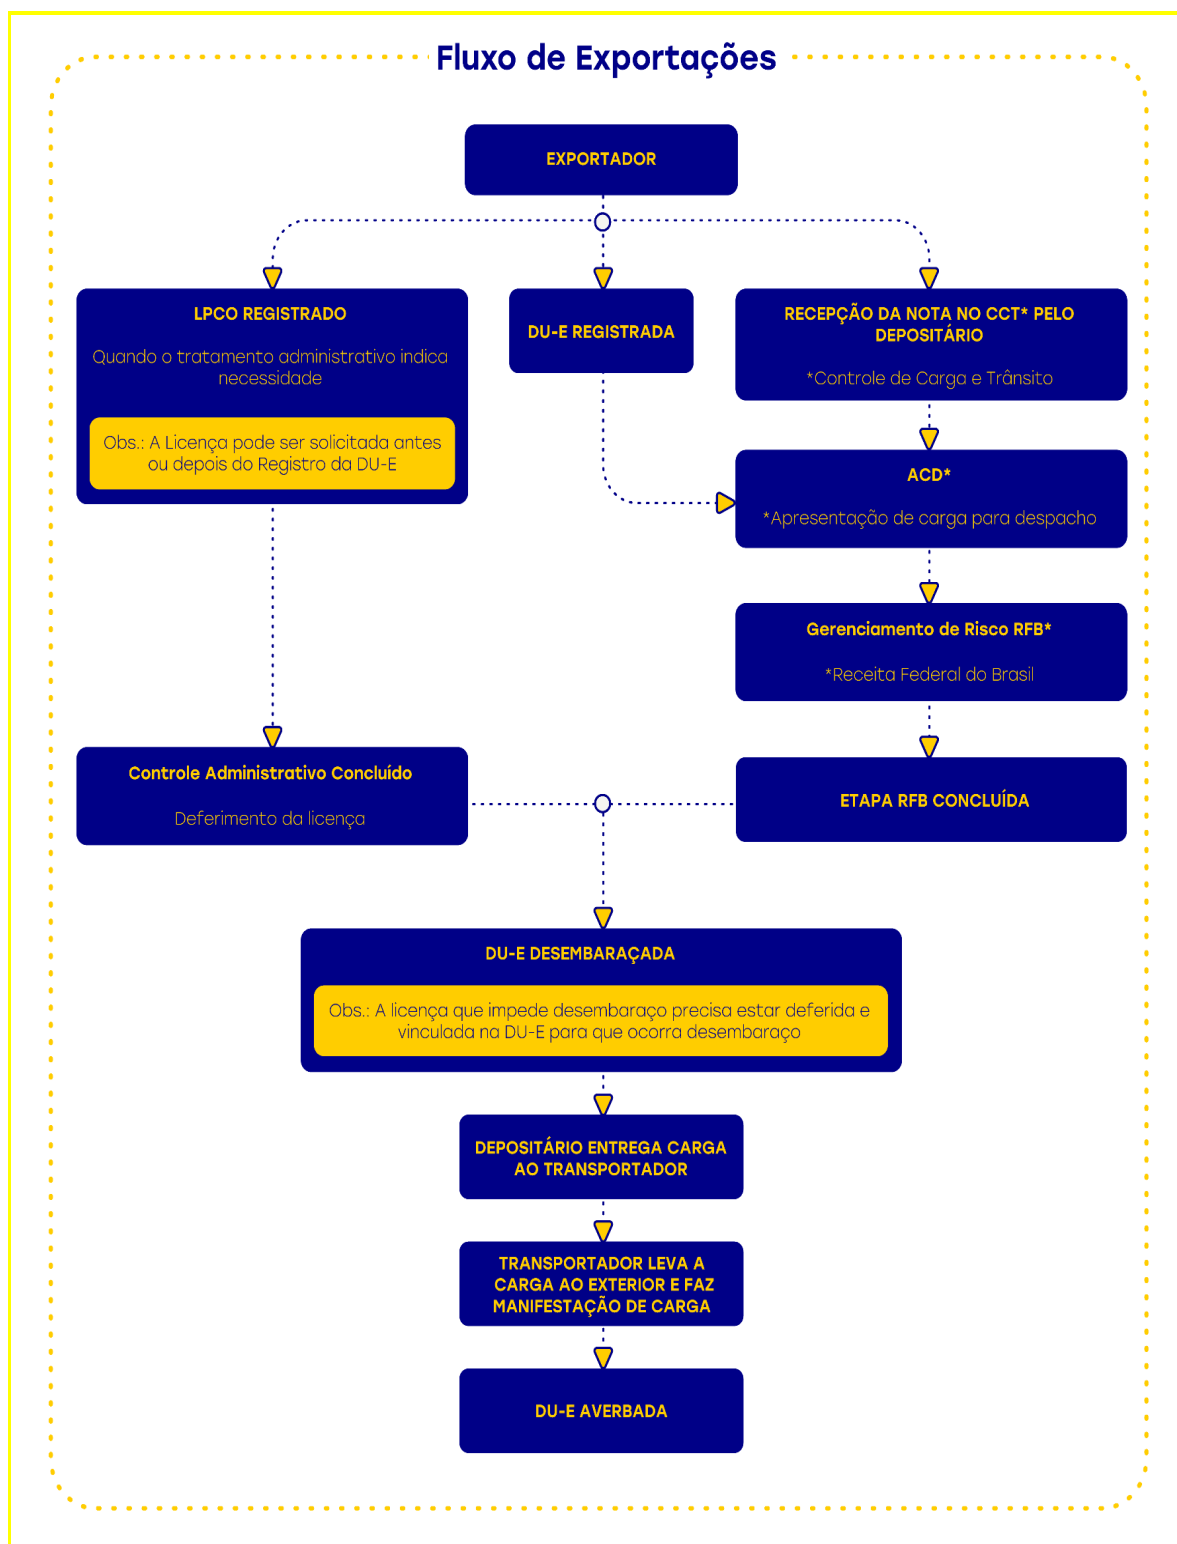 Fluxo de Exportações
EXPORTADOR
LPCO REGISTRADO
Quando o tratamento administrativo indica
necessidade
Obs.: A Licença pode ser solicitada antes
ou depois do Registro da DU-E
DU-E REGISTRADA
RECEPÇÃO DA NOTA NO CCT* PELO
DEPOSITÁRIO
*Controle de Carga e Trânsito
ACD*
*Apresentação de carga para despacho
Gerenciamento de Risco RFB*
*Receita Federal do Brasil
Controle Administrativo Concluído
Deferimento da licença
ETAPA RFB CONCLUÍDA
DU-E DESEMBARAÇADA
Obs.: A licença que impede desembaraço precisa estar deferida e
vinculada na DU-E para que ocorra desembaraço
DEPOSITÁRIO ENTREGA CARGA
AO TRANSPORTADOR
TRANSPORTADOR LEVA A
CARGA AO EXTERIOR E FAZ
MANIFESTAÇÃO DE CARGA
DU-E AVERBADA